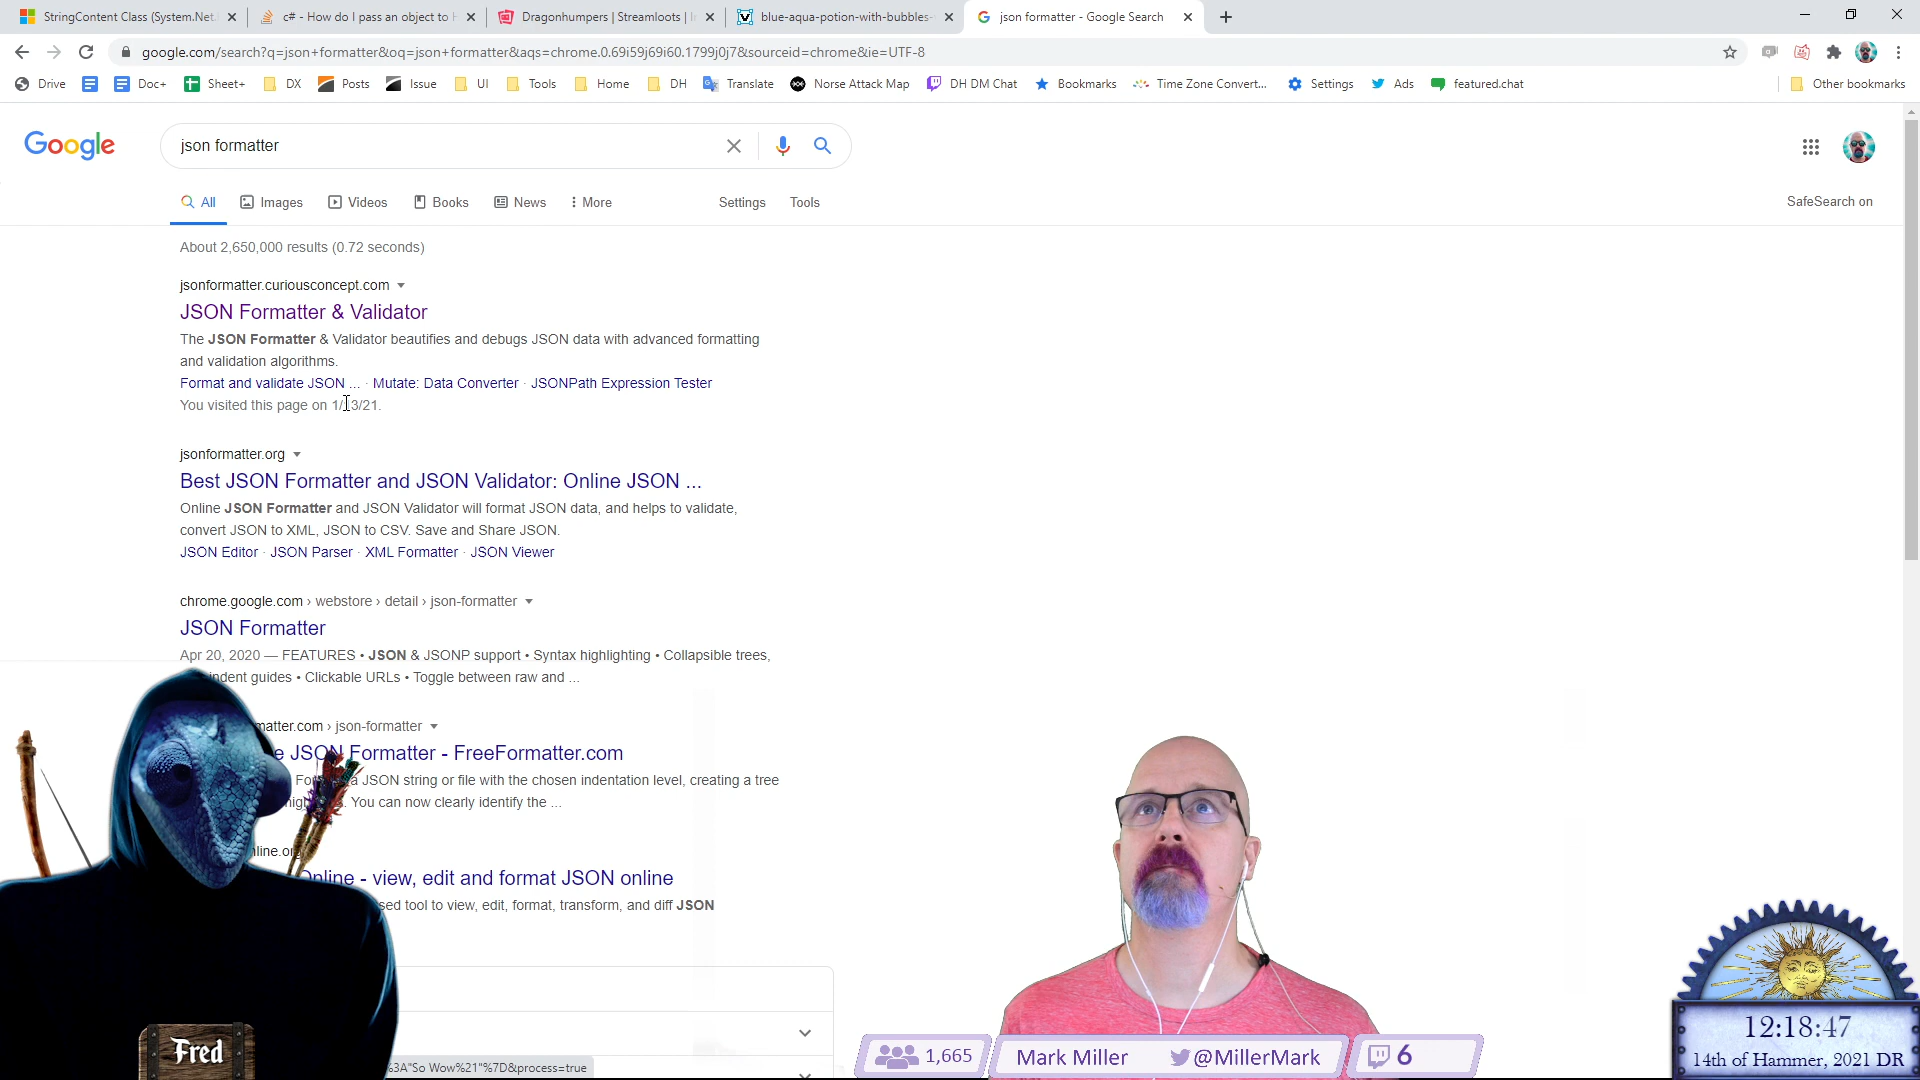 StringContent Class (System.Net.
c# - How do I pass an object to H
Dragonhumpers | Streamloots | I
blue-aqua-potion-with-bubbles-
json formatter - Google Search
google.com/search?q=json+formatter&oq=json+formatter&aqs=chrome.0.69i59j69i60.1799j0j7&sourceid=chrome&ie=UTF-8
Drive Doc+ Sheet+ DX Posts Issue UI Tools Home DH Translate Norse Attack Map DH DM Chat Bookmarks Time Zone Convert... Settings Ads featured.chat Other bookmarks
Google
json formatter
All Images Videos Books News More Settings Tools
SafeSearch on
About 2,650,000 results (0.72 seconds)
jsonformatter.curiousconcept.com
JSON Formatter & Validator
The JSON Formatter & Validator beautifies and debugs JSON data with advanced formatting
and validation algorithms.
Format and validate JSON ... · Mutate: Data Converter · JSONPath Expression Tester
You visited this page on 1/13/21.
jsonformatter.org
Best JSON Formatter and JSON Validator: Online JSON ...
Online JSON Formatter and JSON Validator will format JSON data, and helps to validate,
convert JSON to XML, JSON to CSV. Save and Share JSON.
JSON Editor · JSON Parser · XML Formatter · JSON Viewer
chrome.google.com › webstore › detail › json-formatter
JSON Formatter
Apr 20, 2020 — FEATURES • JSON & JSONP support • Syntax highlighting • Collapsible trees,
indent guides • Clickable URLs • Toggle between raw and ...
matter.com › json-formatter
e JSON Formatter - FreeFormatter.com
a JSON string or file with the chosen indentation level, creating a tree
You can now clearly identify the ...
line.org
Online - view, edit and format JSON online
sed tool to view, edit, format, transform, and diff JSON
Fred
%3A"So Wow%21"%7D&process=true
1,665
Mark Miller
@MillerMark
6
12:18:47
14th of Hammer, 2021 DR